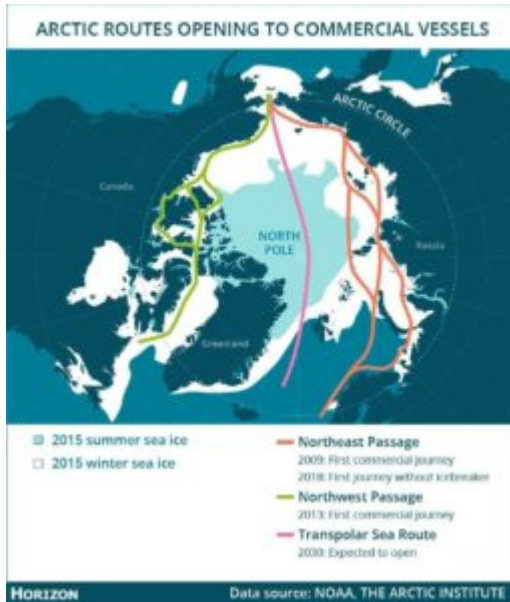 ARCTIC ROUTES OPENING TO COMMERCIAL VESSELS
ARCTIC CIRCLE
Canada
NORTH
POLE
Russia
Greenland
2015 summer sea ice
2015 winter sea ice
Northeast Passage
2009: First commercial journey
2018: First journey without icebreaker
Northwest Passage
2013: First commercial journey
Transpolar Sea Route
2030: Expected to open
HORIZON
Data source: NOAA, THE ARCTIC INSTITUTE